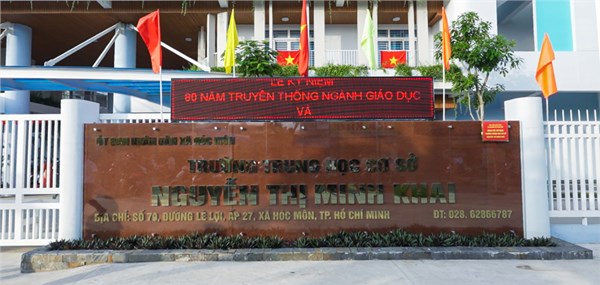 LỄ KỶ NIỆM
80 NĂM TRUYỀN THỐNG NGÀNH GIÁO DỤC
VÀ
ỦY BAN NHÂN DÂN XÃ HÓC MÔN
TRƯỜNG TRUNG HỌC CƠ SỞ
NGUYỄN THỊ MINH KHAI
ĐỊA CHỈ: SỐ 79, ĐƯỜNG LÊ LỢI, ẤP 27, XÃ HÓC MÔN, TP. HỒ CHÍ MINH
ĐT: 028. 62866787